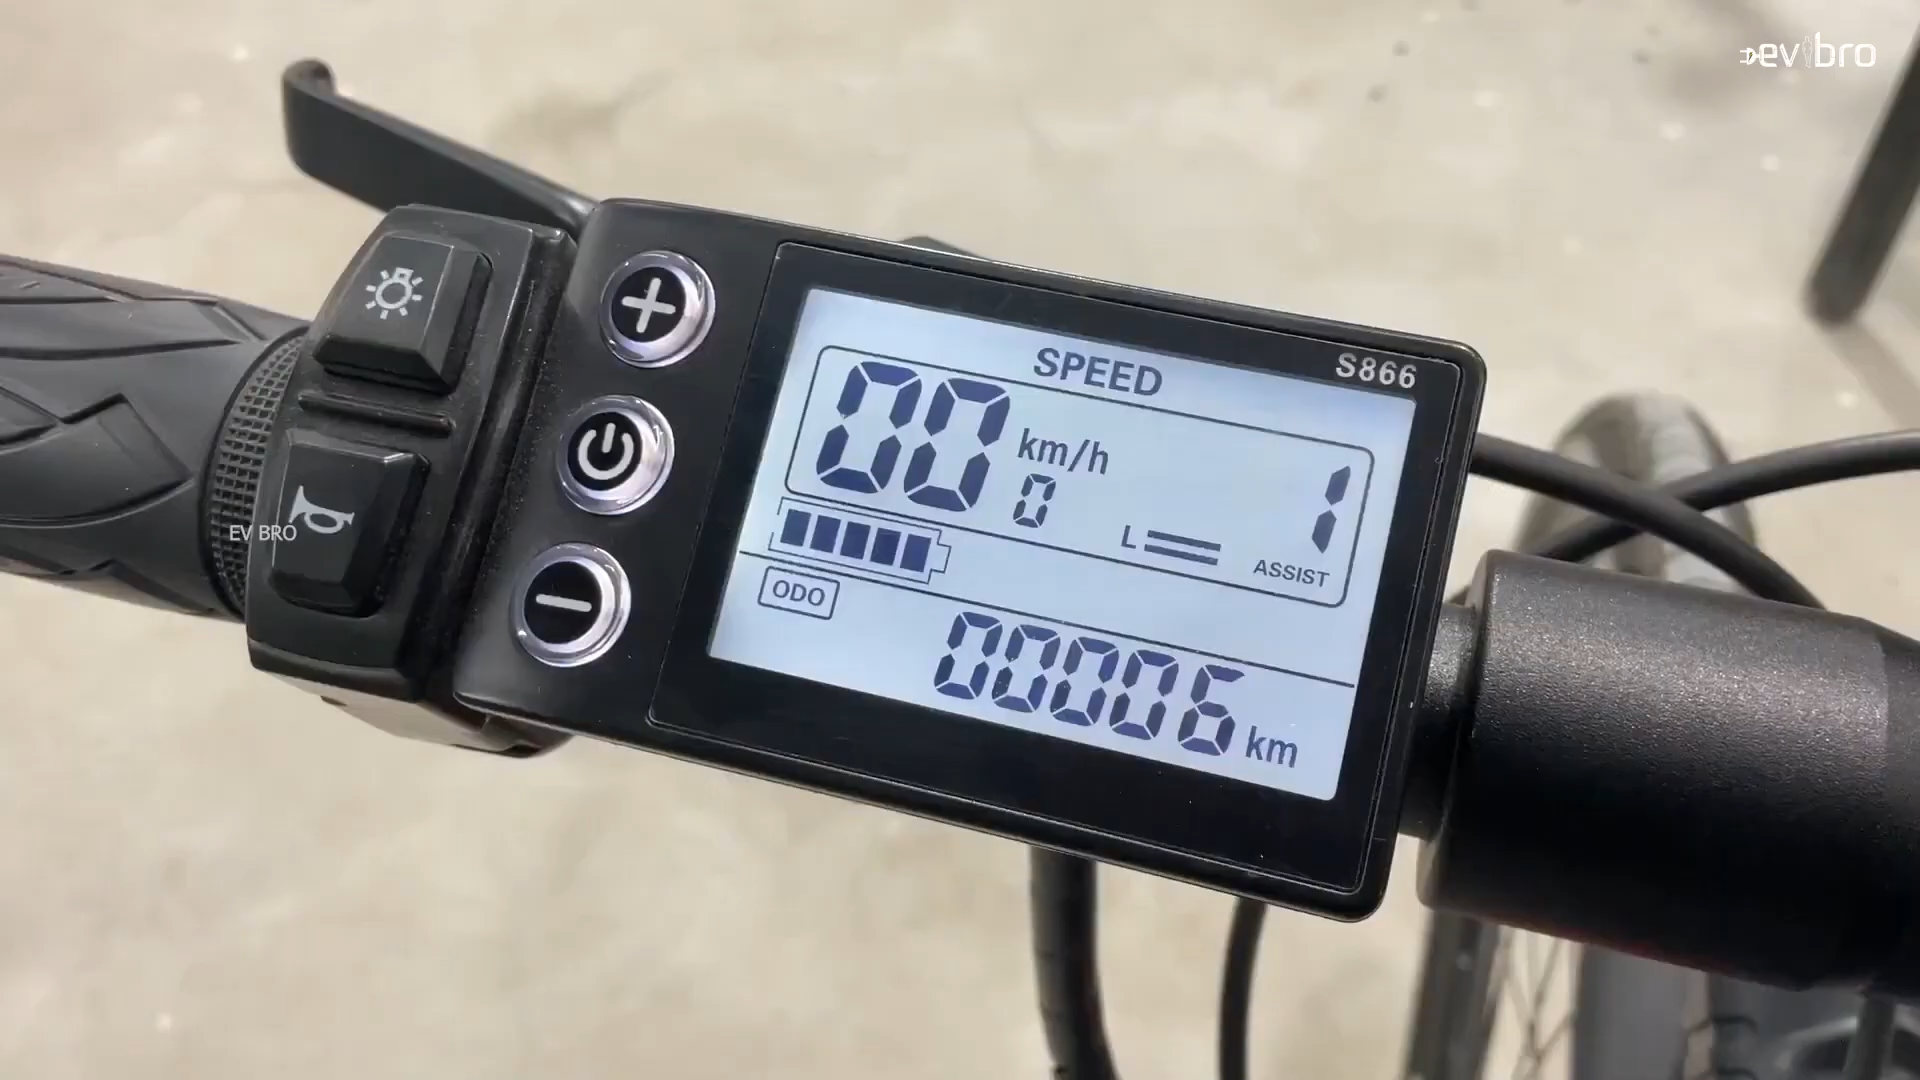 evbro
SPEED
S866
00
km/h
0
L
1
ASSIST
ODO
00006 km
EV BRO